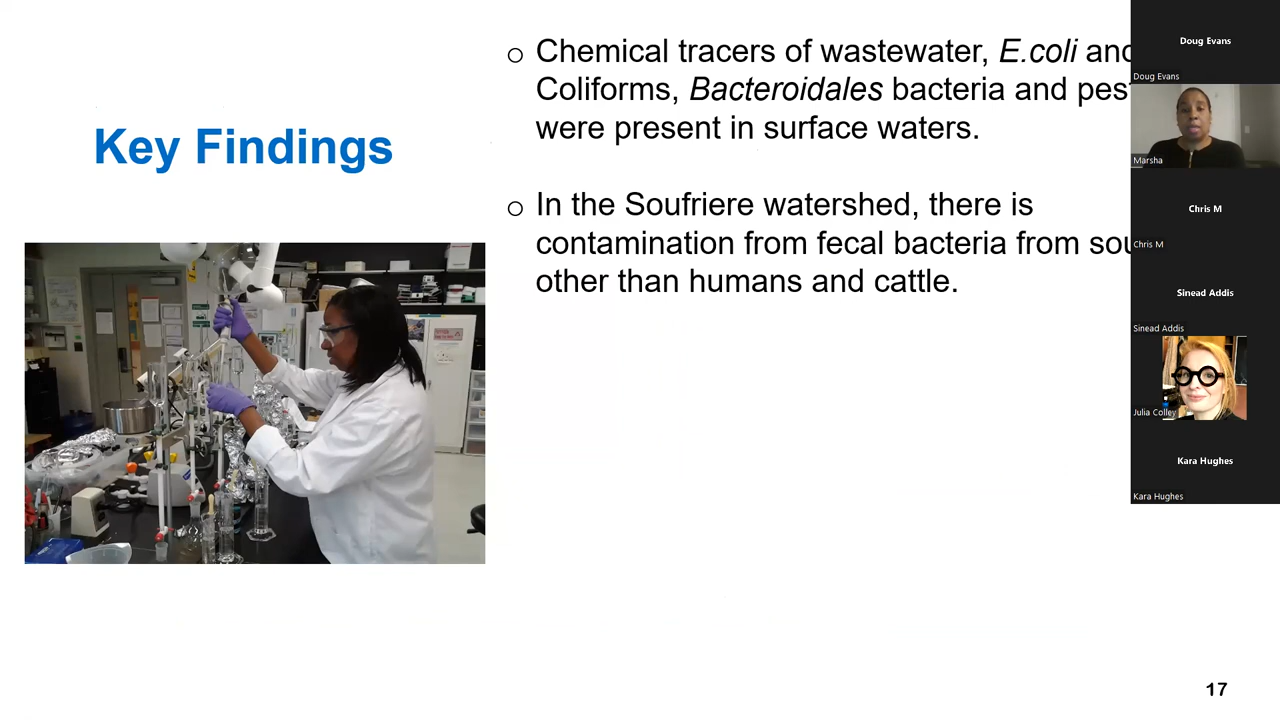 Key Findings
o Chemical tracers of wastewater, E.coli and
Coliforms, Bacteroidales bacteria and
were present in surface waters.
o In the Soufriere watershed, there is
contamination from fecal bacteria from
other than humans and cattle.
Doug Evans
Doug Evans
Marsha
Chris M
Chris M
Sinead Addis
Sinead Addis
Julia Colley
Kara Hughes
Kara Hughes
17